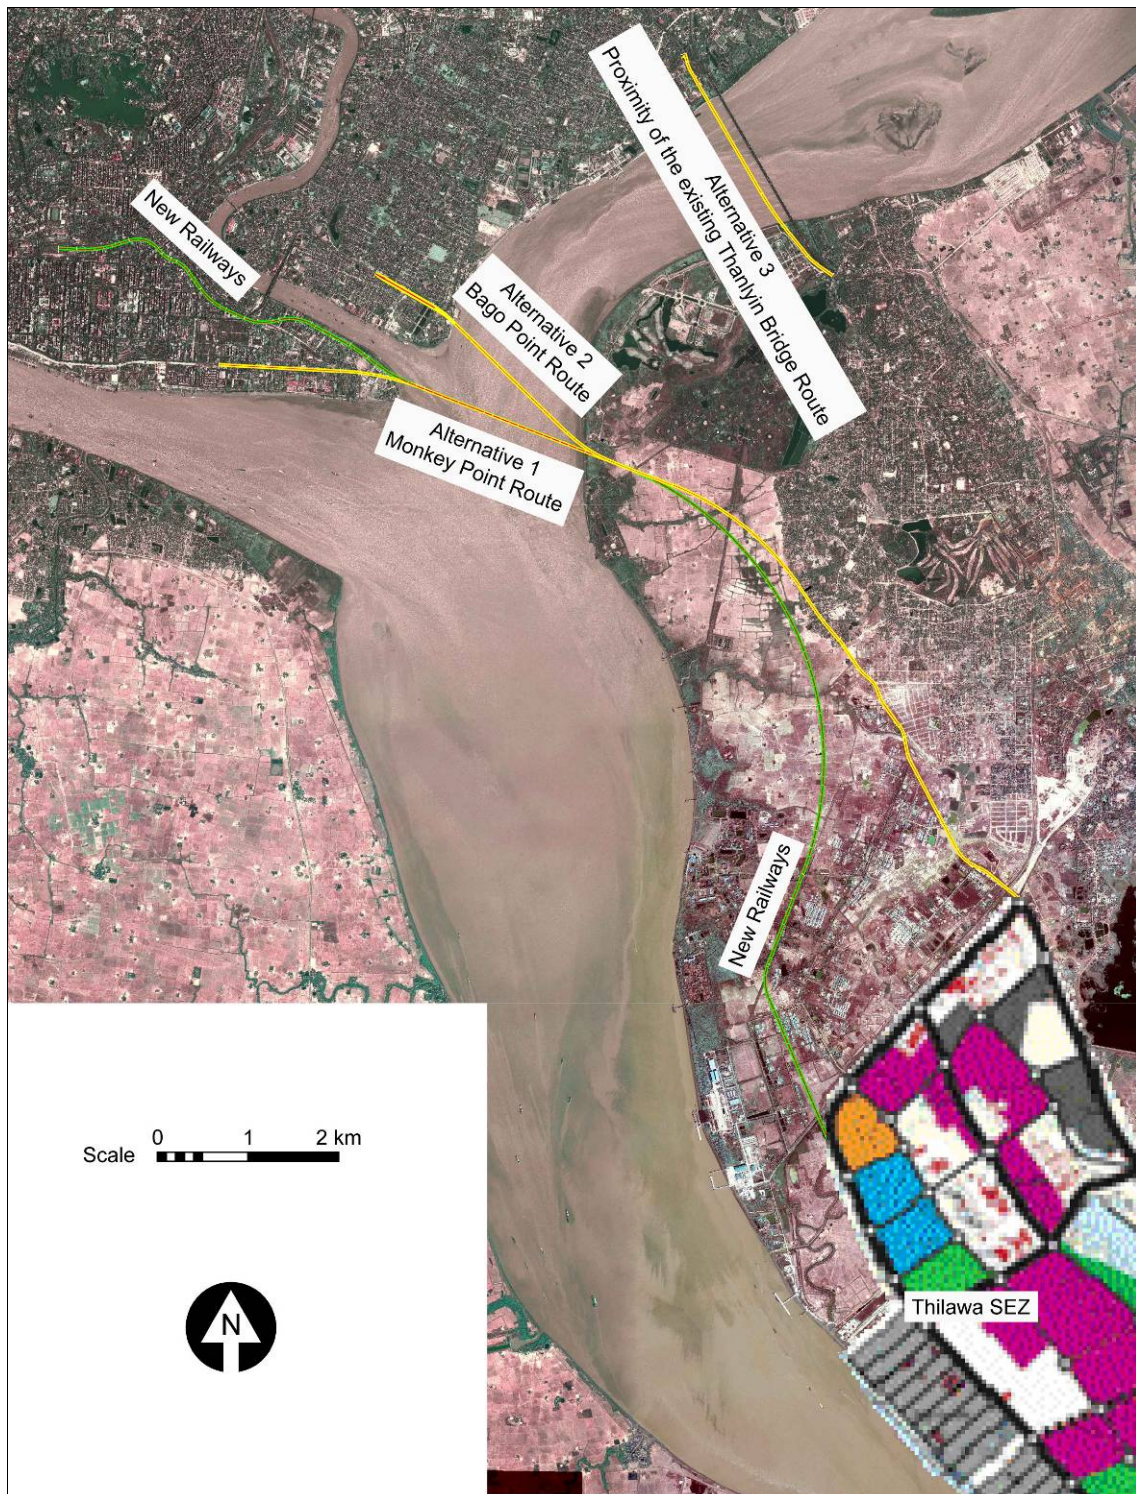 Proximity of the existing Thanlyin Bridge Route
Alternative 3
New Railways
Alternative 2
Bago Point Route
Alternative 1
Monkey Point Route
New Railways
Scale 0 1 2 km
N
Thilawa SEZ